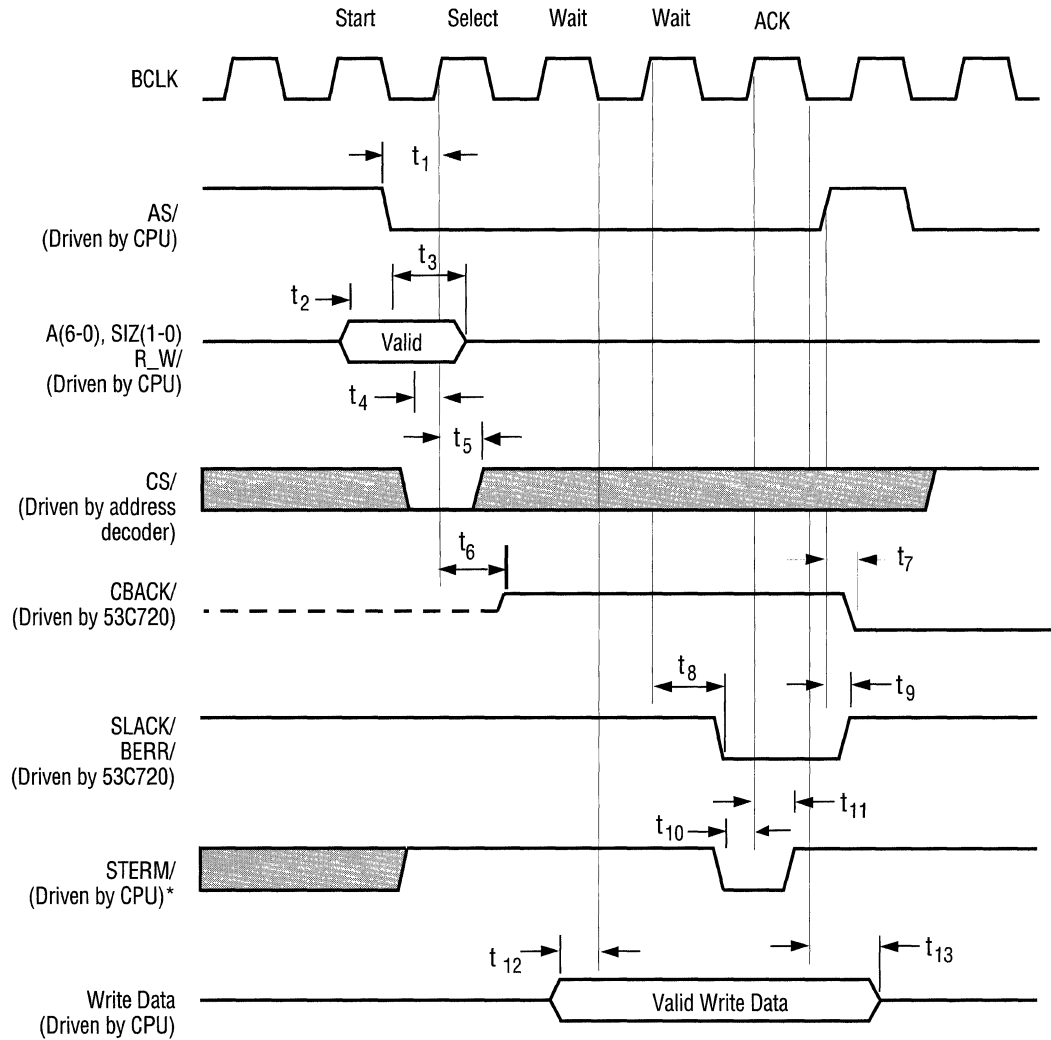 Start Select Wait Wait ACK
BCLK
t1
AS/
(Driven by CPU)
t3
t2
A(6-0), SIZ(1-0)
R_W/
(Driven by CPU)
Valid
t4
t5
CS/
(Driven by address
decoder)
t6
t7
CBACK/
(Driven by 53C720)
t8
t9
SLACK/
BERR/
(Driven by 53C720)
t11
t10
STERM/
(Driven by CPU)*
t12
t13
Write Data
(Driven by CPU)
Valid Write Data